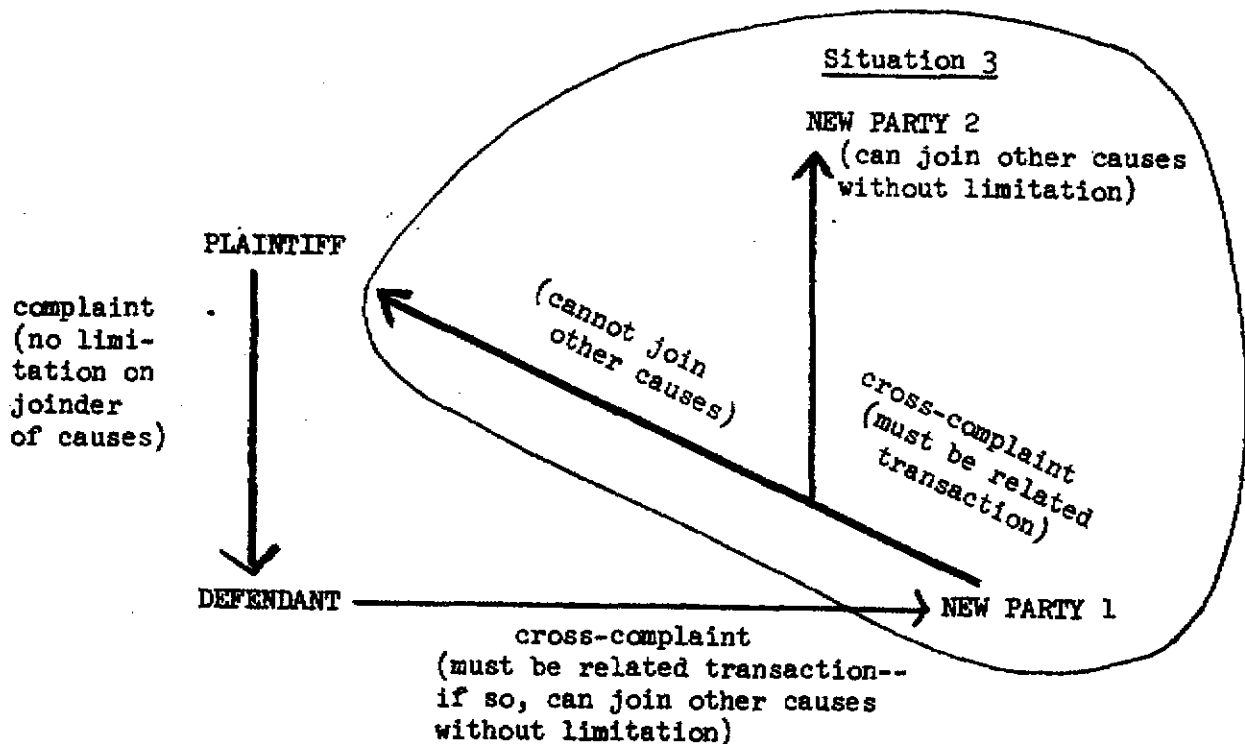 Situation 3
NEW PARTY 2
(can join other causes
without limitation)
PLAINTIFF
complaint
(no limi-
tation on
joinder
of causes)
(cannot join
other causes)
cross-complaint
(must be related
transaction)
DEFENDANT
NEW PARTY 1
cross-complaint
(must be related transaction--
if so, can join other causes
without limitation)